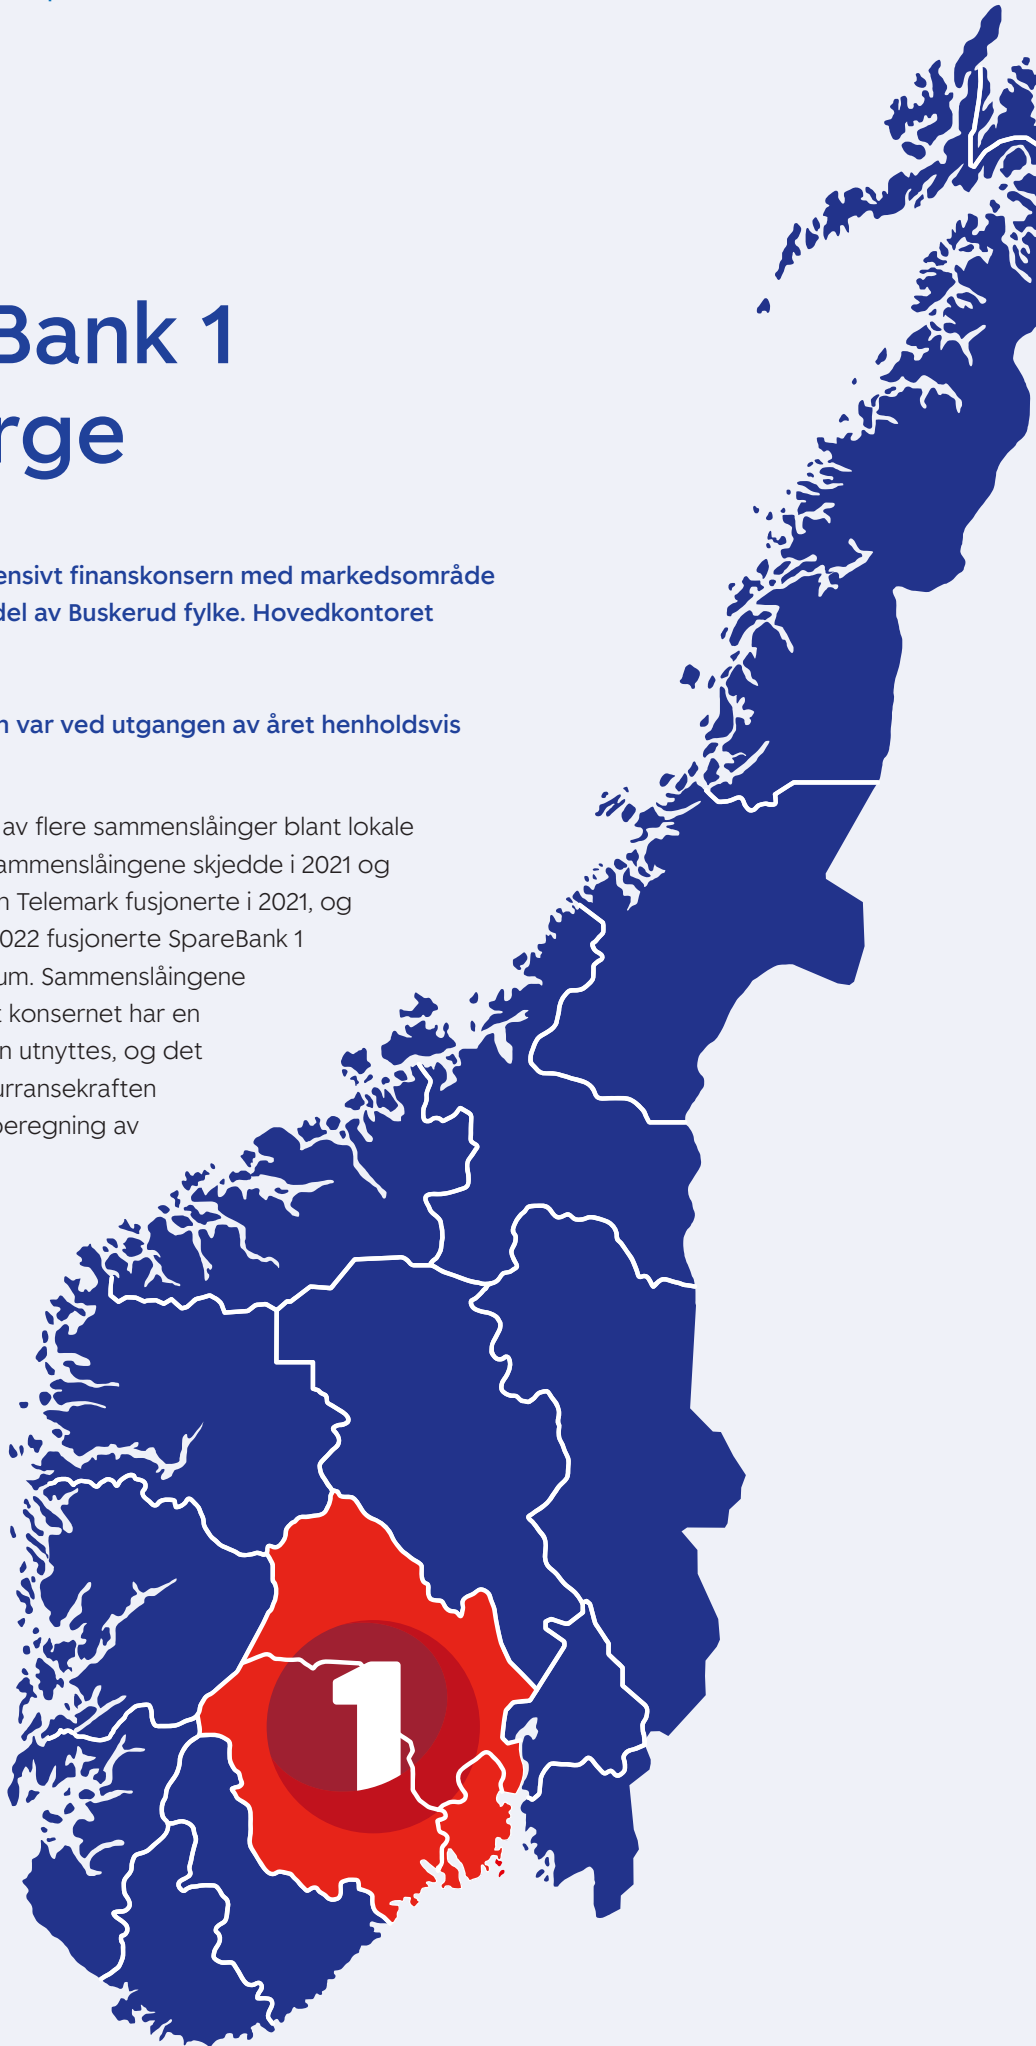 Bank 1
rge
ensivt finanskonsern med markedsområde
del av Buskerud fylke. Hovedkontoret
n var ved utgangen av året henholdsvis
av flere sammenslåinger blant lokale
ammenslåingene skjedde i 2021 og
n Telemark fusjonerte i 2021, og
022 fusjonerte SpareBank 1
um. Sammenslåingene
t konsernet har en
n utnyttes, og det
urransekraften
beregning av
1